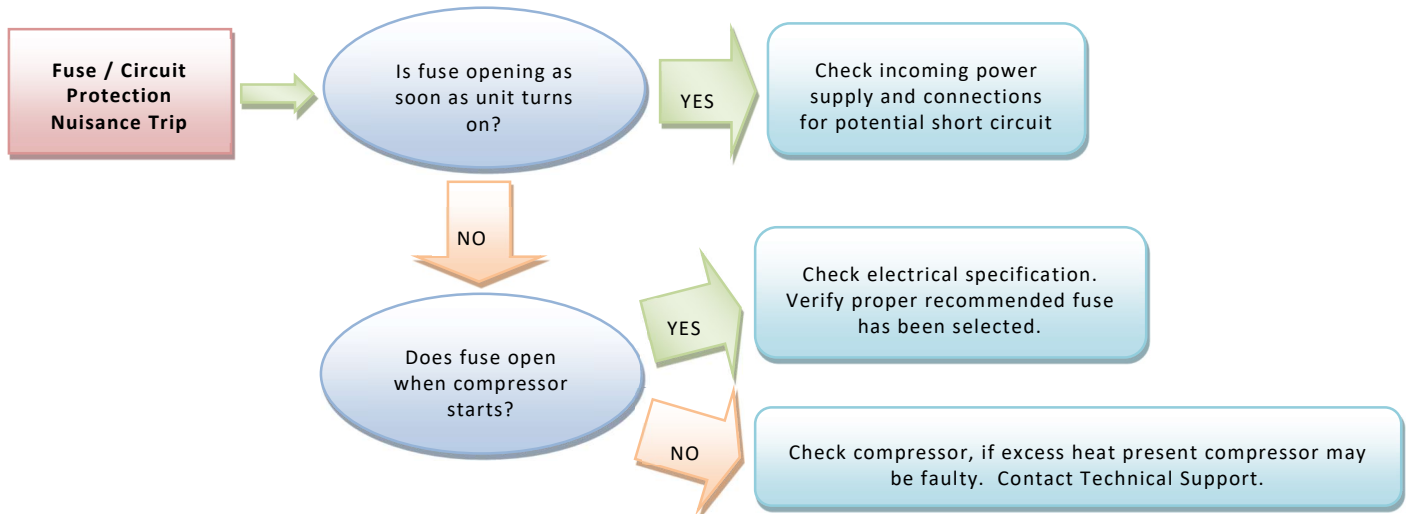 Fuse / Circuit
Protection
Nuisance Trip
Is fuse opening as
soon as unit turns
on?
YES
Check incoming power
supply and connections
for potential short circuit
NO
Does fuse open
when compressor
starts?
YES
Check electrical specification.
Verify proper recommended fuse
has been selected.
NO
Check compressor, if excess heat present compressor may
be faulty.  Contact Technical Support.